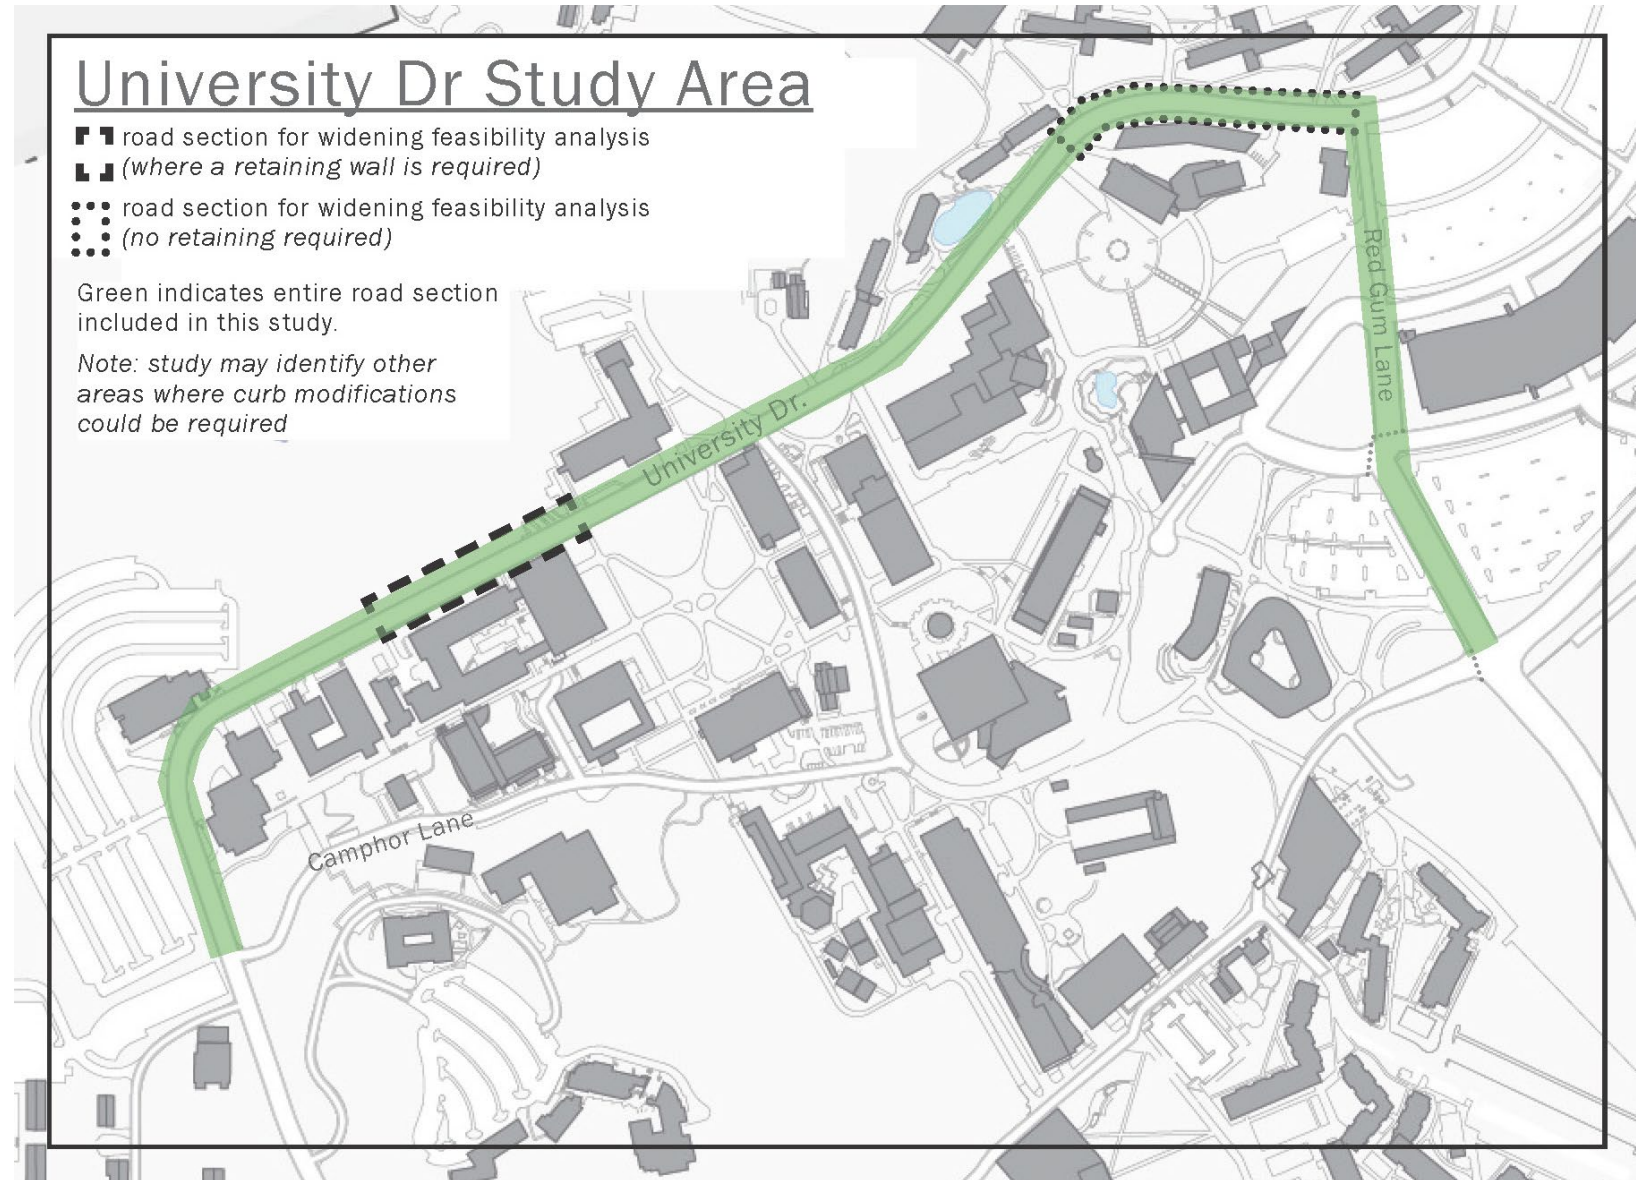 University Dr Study Area
road section for widening feasibility analysis
(where a retaining wall is required)
road section for widening feasibility analysis
(no retaining required)
Green indicates entire road section
included in this study.
Note: study may identify other
areas where curb modifications
could be required
Red Gum Lane
University Dr.
Camphor Lane